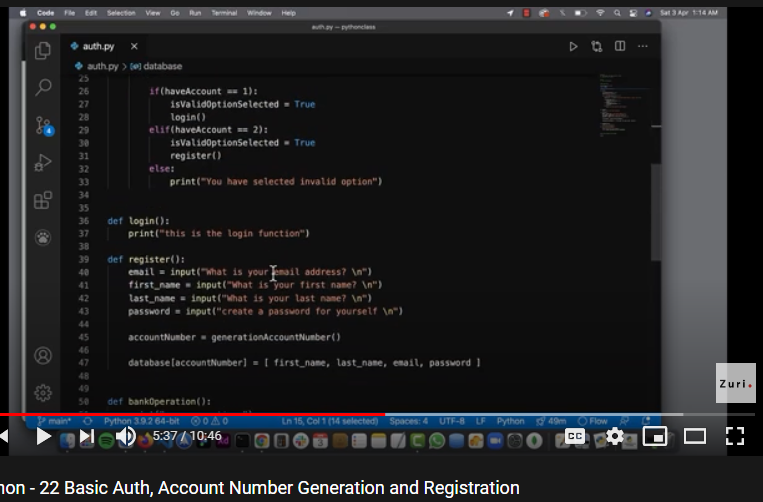 Code File Edit Selection View Go Run Terminal Window Help Sat 3 Apr 1:14 AM
auth.py — pythonclass
auth.py
auth.py > database
25
26 if(haveAccount == 1):
27 isValidOptionSelected = True
28 login()
29 elif(haveAccount == 2):
30 isValidOptionSelected = True
31 register()
32 else:
33 print("You have selected invalid option")
34
35
36 def login():
37 print("this is the login function")
38
39 def register():
40 email = input("What is your email address? \n")
41 first_name = input("What is your first name? \n")
42 last_name = input("What is your last name? \n")
43 password = input("create a password for yourself \n")
44
45 accountNumber = generationAccountNumber()
46
47 database[accountNumber] = [ first_name, last_name, email, password ]
48
49
50 def bankOperation():
4
Zuri.
main* Python 3.9.2 64-bit 0 0 Ln 15, Col 1 (14 selected) Spaces: 4 UTF-8 LF Python 49m Flow
5:37 / 10:46 CC
hon - 22 Basic Auth, Account Number Generation and Registration